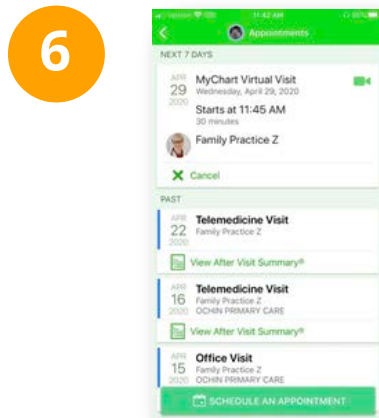 6
11:42 AM
Appointments
NEXT 7 DAYS
APR
29
2020
MyChart Virtual Visit
Wednesday, April 29, 2020
Starts at 11:45 AM
30 minutes
Family Practice Z
Cancel
PAST
APR
22
2020
Telemedicine Visit
Family Practice Z
View After Visit Summary®
APR
16
2020
Telemedicine Visit
Family Practice Z
OCHIN PRIMARY CARE
View After Visit Summary®
APR
15
2020
Office Visit
Family Practice Z
OCHIN PRIMARY CARE
SCHEDULE AN APPOINTMENT